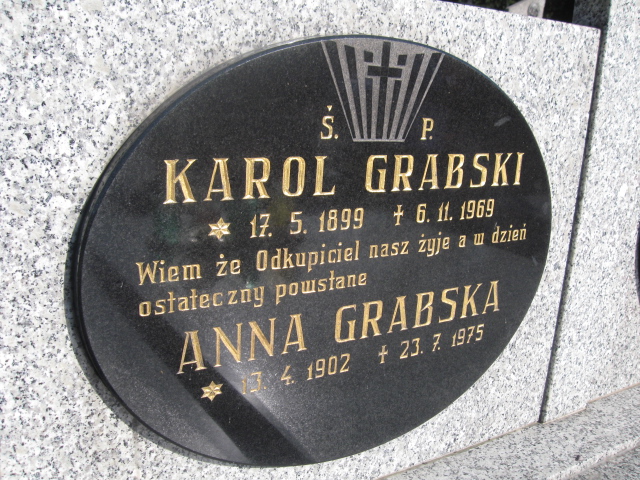 Ś. P.
KAROL GRABSKI
17. 5. 1899 ✝ 6. 11. 1969
Wiem że Odkupiciel nasz żyje a w dzień
ostateczny powstane
ANNA GRABSKA
13. 4. 1902 ✝ 23. 7. 1975